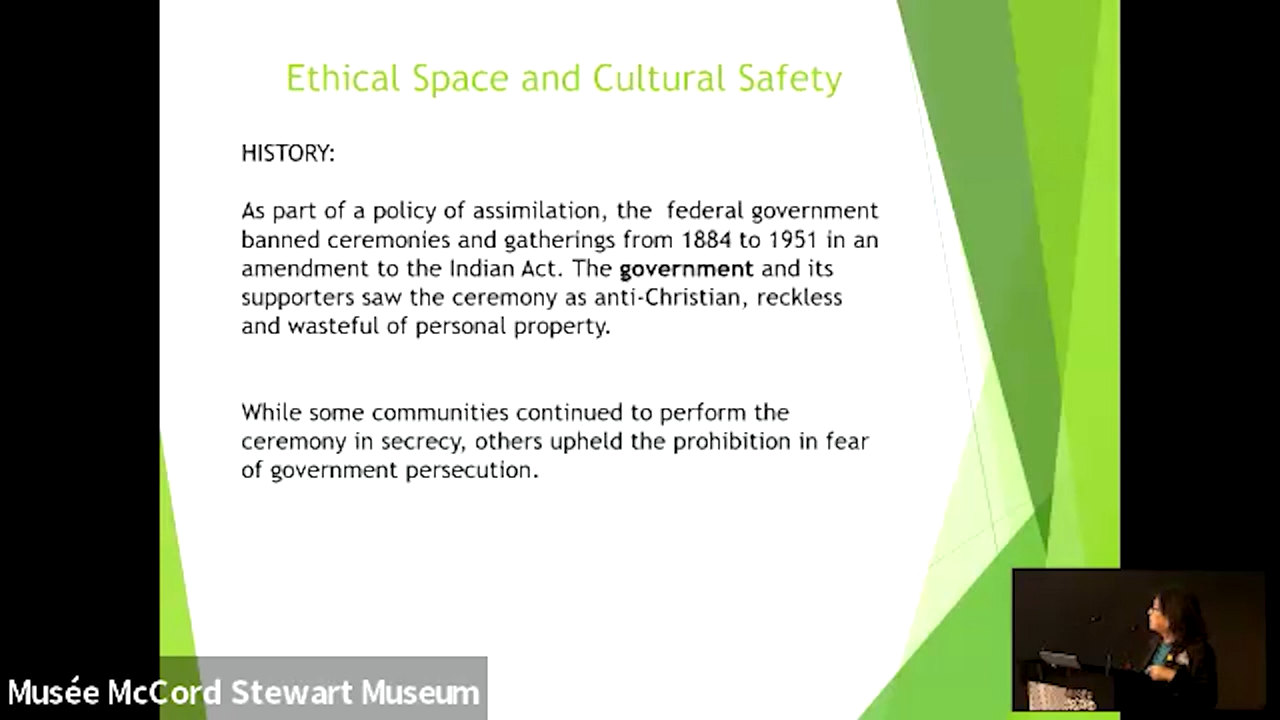 Ethical Space and Cultural Safety
HISTORY:
As part of a policy of assimilation, the federal government
banned ceremonies and gatherings from 1884 to 1951 in an
amendment to the Indian Act. The government and its
supporters saw the ceremony as anti-Christian, reckless
and wasteful of personal property.
While some communities continued to perform the
ceremony in secrecy, others upheld the prohibition in fear
of government persecution.
Musée McCord Stewart Museum